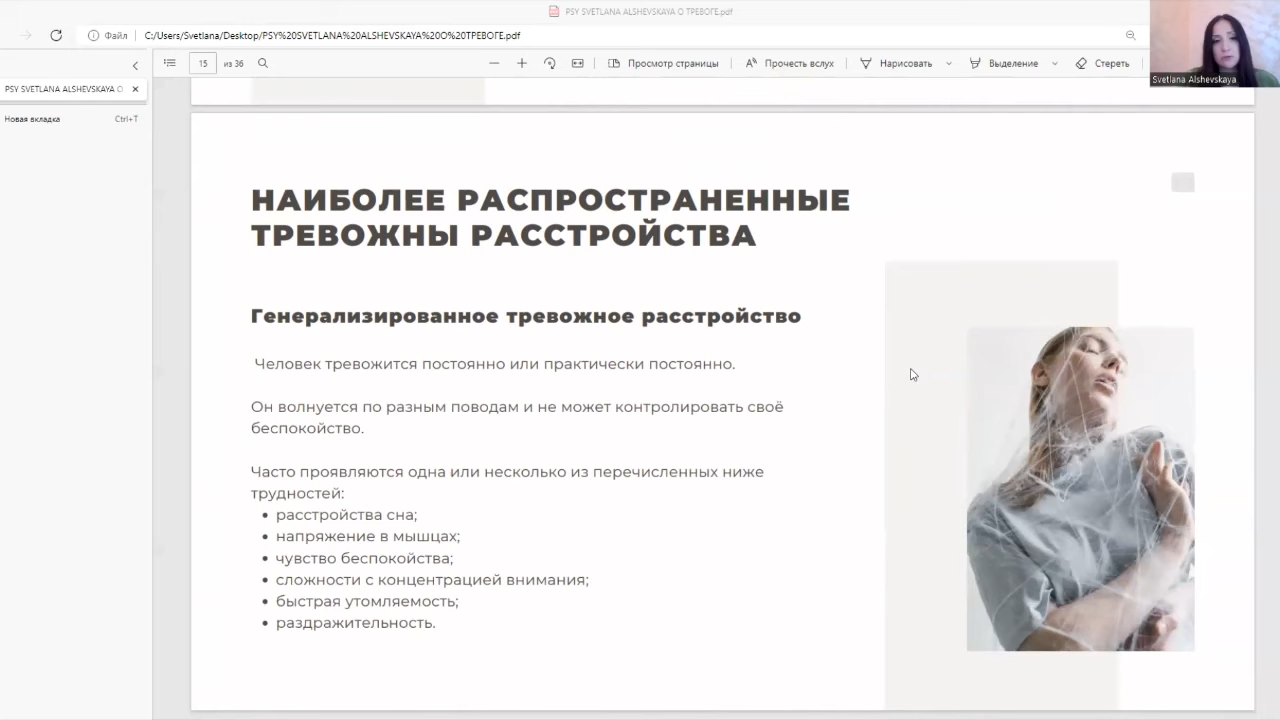 PSY SVETLANA ALSHEVSKAYA О ТРЕВОГЕ.pdf
Файл C:/Users/Svetlana/Desktop/PSY%20SVETLANA%20ALSHEVSKAYA%20О%20ТРЕВОГЕ.pdf
15 из 36 Просмотр страницы Прочесть вслух Нарисовать Выделение Стереть
Svetlana Alshevskaya
PSY SVETLANA ALSHEVSKAYA О
Новая вкладка Ctrl+T
НАИБОЛЕЕ РАСПРОСТРАНЕННЫЕ
ТРЕВОЖНЫ РАССТРОЙСТВА
Генерализированное тревожное расстройство
Человек тревожится постоянно или практически постоянно.
Он волнуется по разным поводам и не может контролировать своё
беспокойство.
Часто проявляются одна или несколько из перечисленных ниже
трудностей:
• расстройства сна;
• напряжение в мышцах;
• чувство беспокойства;
• сложности с концентрацией внимания;
• быстрая утомляемость;
• раздражительность.